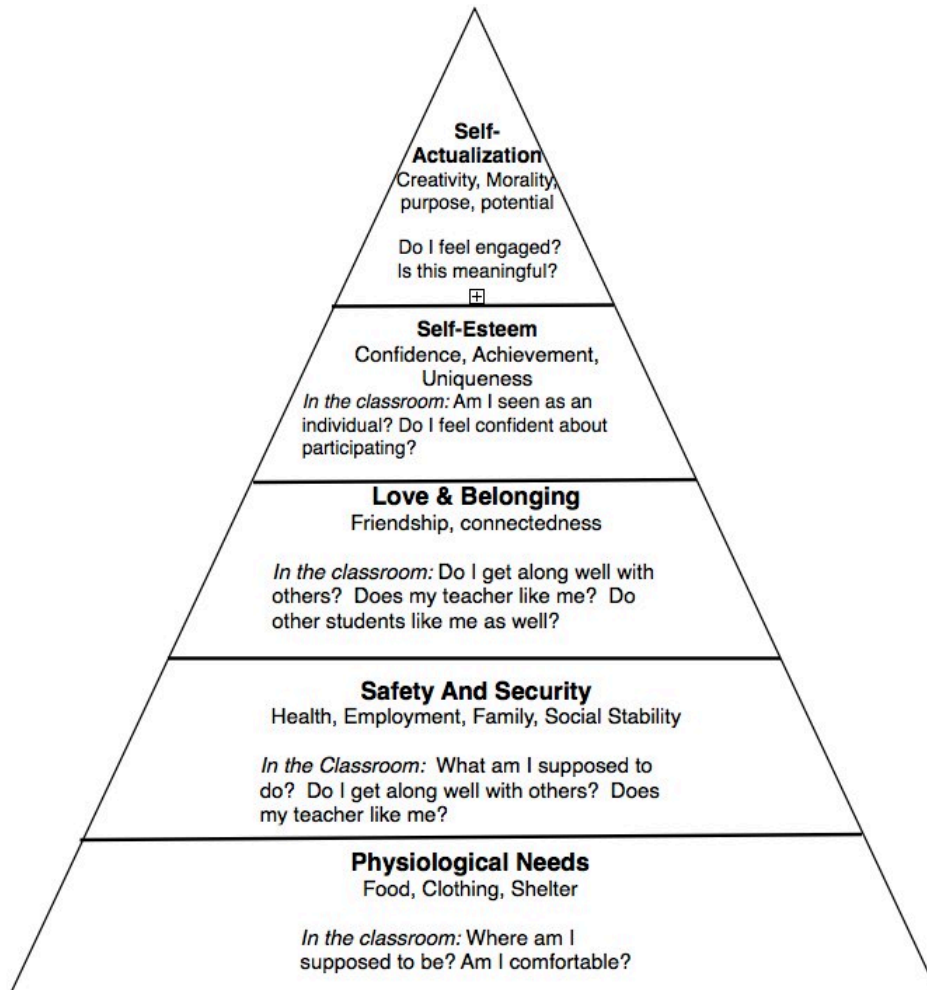 Self-
Actualization
Creativity, Morality,
purpose, potential
Do I feel engaged?
Is this meaningful?
Self-Esteem
Confidence, Achievement,
Uniqueness
In the classroom: Am I seen as an
individual? Do I feel confident about
participating?
Love & Belonging
Friendship, connectedness
In the classroom: Do I get along well with
others?  Does my teacher like me?  Do
other students like me as well?
Safety And Security
Health, Employment, Family, Social Stability
In the Classroom:  What am I supposed to
do?  Do I get along well with others?  Does
my teacher like me?
Physiological Needs
Food, Clothing, Shelter
In the classroom: Where am I
supposed to be? Am I comfortable?